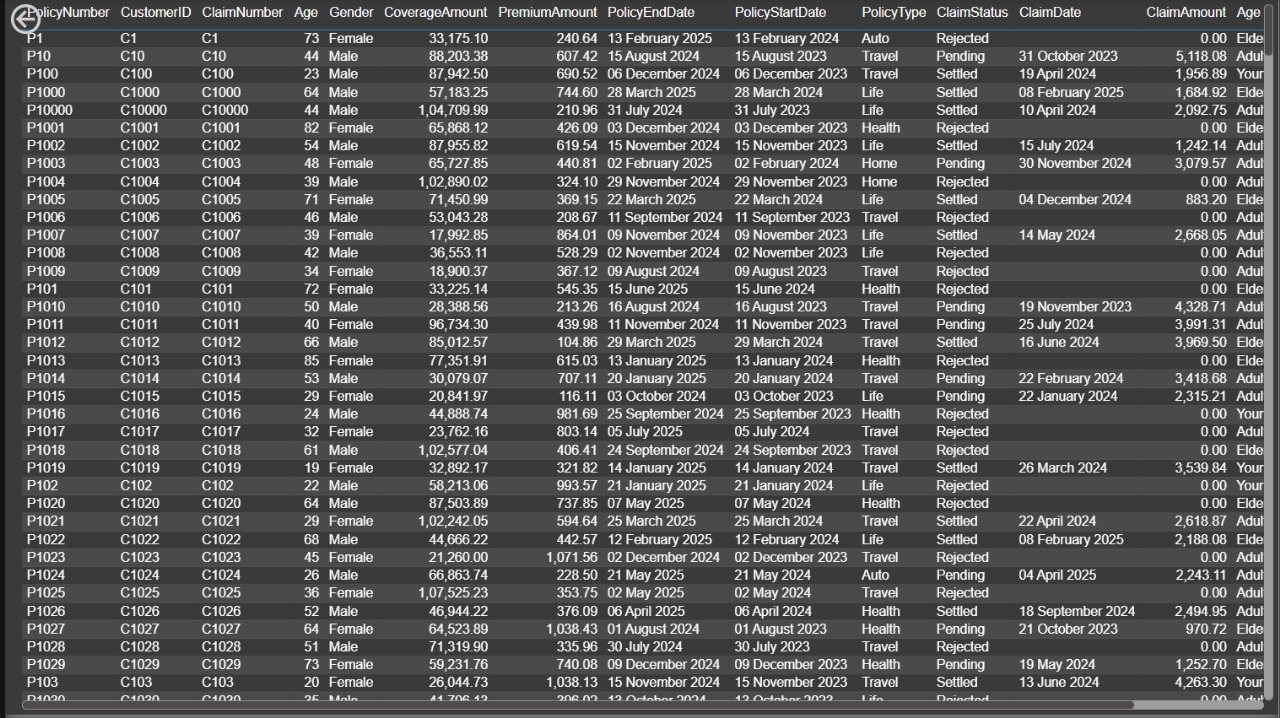 PolicyNumber CustomerID ClaimNumber Age Gender CoverageAmount PremiumAmount PolicyEndDate PolicyStartDate PolicyType ClaimStatus ClaimDate ClaimAmount Age
P1 C1 C1 73 Female 33,175.10 240.64 13 February 2025 13 February 2024 Auto Rejected 0.00 Elde
P10 C10 C10 44 Male 88,203.38 607.42 15 August 2024 15 August 2023 Travel Pending 31 October 2023 5,118.08 Adul
P100 C100 C100 23 Male 87,942.50 690.52 06 December 2024 06 December 2023 Travel Settled 19 April 2024 1,956.89 Your
P1000 C1000 C1000 64 Male 57,183.25 744.60 28 March 2025 28 March 2024 Life Settled 08 February 2025 1,684.92 Elde
P10000 C10000 C10000 44 Male 1,04,709.99 210.96 31 July 2024 31 July 2023 Life Settled 10 April 2024 2,092.75 Adul
P1001 C1001 C1001 82 Female 65,868.12 426.09 03 December 2024 03 December 2023 Health Rejected 0.00 Elde
P1002 C1002 C1002 54 Male 87,955.82 619.54 15 November 2024 15 November 2023 Life Settled 15 July 2024 1,242.14 Adul
P1003 C1003 C1003 48 Female 65,727.85 440.81 02 February 2025 02 February 2024 Home Pending 30 November 2024 3,079.57 Adul
P1004 C1004 C1004 39 Male 1,02,890.02 324.10 29 November 2024 29 November 2023 Home Rejected 0.00 Adul
P1005 C1005 C1005 71 Female 71,450.99 369.15 22 March 2025 22 March 2024 Life Settled 04 December 2024 883.20 Elde
P1006 C1006 C1006 46 Male 53,043.28 208.67 11 September 2024 11 September 2023 Travel Rejected 0.00 Adul
P1007 C1007 C1007 39 Female 17,992.85 864.01 09 November 2024 09 November 2023 Life Settled 14 May 2024 2,668.05 Adul
P1008 C1008 C1008 42 Male 36,553.11 528.29 02 November 2024 02 November 2023 Life Rejected 0.00 Adul
P1009 C1009 C1009 34 Female 18,900.37 367.12 09 August 2024 09 August 2023 Travel Rejected 0.00 Adul
P101 C101 C101 72 Female 33,225.14 545.35 15 June 2025 15 June 2024 Health Rejected 0.00 Elde
P1010 C1010 C1010 50 Male 28,388.56 213.26 16 August 2024 16 August 2023 Travel Pending 19 November 2023 4,328.71 Adul
P1011 C1011 C1011 40 Female 96,734.30 439.98 11 November 2024 11 November 2023 Travel Pending 25 July 2024 3,991.31 Adul
P1012 C1012 C1012 66 Male 85,012.57 104.86 29 March 2025 29 March 2024 Travel Settled 16 June 2024 3,969.50 Elde
P1013 C1013 C1013 85 Female 77,351.91 615.03 13 January 2025 13 January 2024 Health Rejected 0.00 Elde
P1014 C1014 C1014 53 Male 30,079.07 707.11 20 January 2025 20 January 2024 Travel Pending 22 February 2024 3,418.68 Adul
P1015 C1015 C1015 29 Female 20,841.97 116.11 03 October 2024 03 October 2023 Life Pending 22 January 2024 2,315.21 Adul
P1016 C1016 C1016 24 Male 44,888.74 981.69 25 September 2024 25 September 2023 Health Rejected 0.00 Your
P1017 C1017 C1017 32 Female 23,762.16 803.14 05 July 2025 05 July 2024 Travel Rejected 0.00 Adul
P1018 C1018 C1018 61 Male 1,02,577.04 406.41 24 September 2024 24 September 2023 Travel Rejected 0.00 Elde
P1019 C1019 C1019 19 Female 32,892.17 321.82 14 January 2025 14 January 2024 Travel Settled 26 March 2024 3,539.84 Your
P102 C102 C102 22 Male 58,213.06 993.57 21 January 2025 21 January 2024 Life Rejected 0.00 Your
P1020 C1020 C1020 64 Male 87,503.89 737.85 07 May 2025 07 May 2024 Health Rejected 0.00 Elde
P1021 C1021 C1021 29 Female 1,02,242.05 594.64 25 March 2025 25 March 2024 Travel Settled 22 April 2024 2,618.87 Adul
P1022 C1022 C1022 68 Male 44,666.22 442.57 12 February 2025 12 February 2024 Life Settled 08 February 2025 2,188.08 Elde
P1023 C1023 C1023 45 Female 21,260.00 1,071.56 02 December 2024 02 December 2023 Travel Rejected 0.00 Adul
P1024 C1024 C1024 26 Male 66,863.74 228.50 21 May 2025 21 May 2024 Auto Pending 04 April 2025 2,243.11 Adul
P1025 C1025 C1025 36 Female 1,07,525.23 353.75 02 May 2025 02 May 2024 Travel Rejected 0.00 Adul
P1026 C1026 C1026 52 Male 46,944.22 376.09 06 April 2025 06 April 2024 Health Settled 18 September 2024 2,494.95 Adul
P1027 C1027 C1027 64 Female 64,523.89 1,038.43 01 August 2024 01 August 2023 Health Pending 21 October 2023 970.72 Elde
P1028 C1028 C1028 51 Male 71,319.90 335.96 30 July 2024 30 July 2023 Travel Rejected 0.00 Adul
P1029 C1029 C1029 73 Female 59,231.76 740.08 09 December 2024 09 December 2023 Health Pending 19 May 2024 1,252.70 Elde
P103 C103 C103 20 Female 26,044.73 1,038.13 15 November 2024 15 November 2023 Travel Settled 13 June 2024 4,263.30 Your
P1030 C1030 C1030 35 Male 41,706.13 13 October 2024 13 October 2023 Life Rejected 0.00 Adul